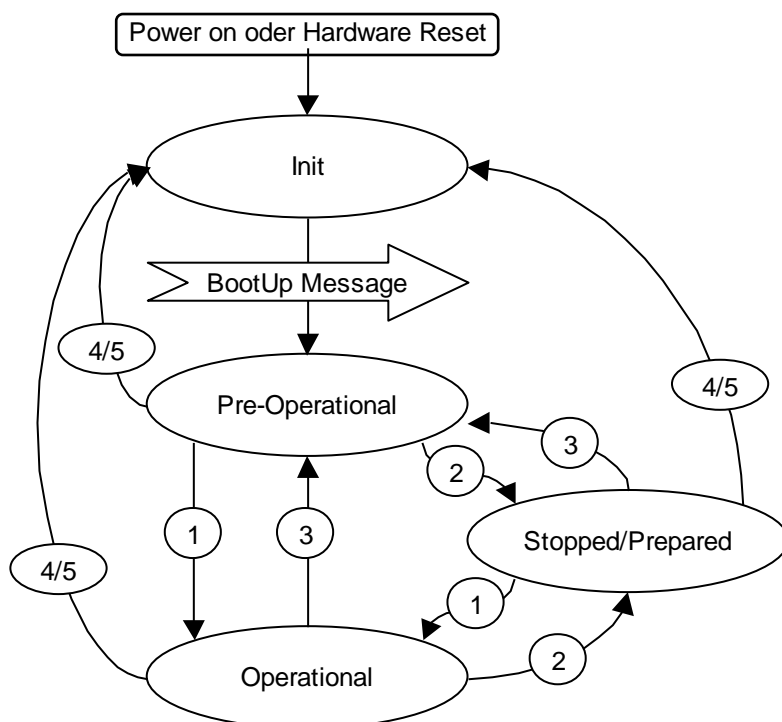 Power on oder Hardware Reset
Init
BootUp Message
4/5
4/5
Pre-Operational
3
2
1
3
Stopped/Prepared
4/5
1
2
Operational